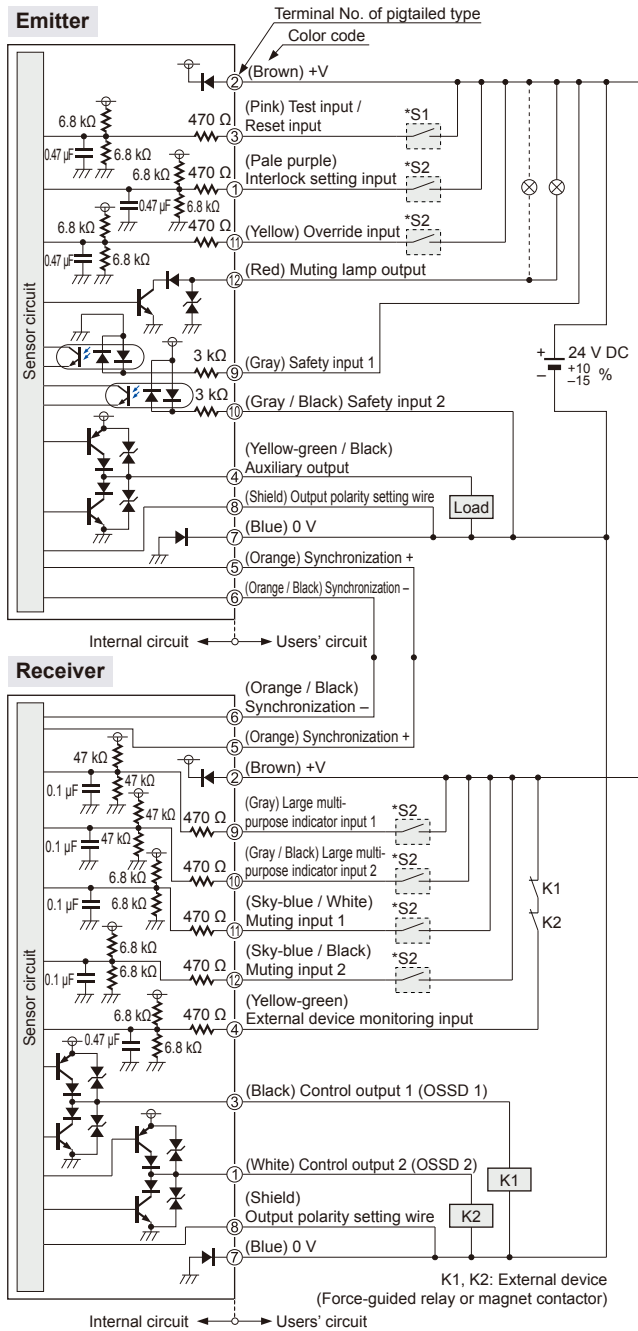 Terminal No. of pigtailed type
Color code
Emitter
Sensor circuit
② (Brown) +V
6.8 kΩ
0.47 μF
6.8 kΩ
470 Ω
③ (Pink) Test input /
Reset input
*S1
6.8 kΩ
0.47 μF
6.8 kΩ
470 Ω
① (Pale purple)
Interlock setting input
*S2
6.8 kΩ
0.47 μF
6.8 kΩ
470 Ω
⑪ (Yellow) Override input
*S2
⑫ (Red) Muting lamp output
3 kΩ
⑨ (Gray) Safety input 1
+
–
24 V DC
+10
–15 %
3 kΩ
⑩ (Gray / Black) Safety input 2
(Yellow-green / Black)
④ Auxiliary output
Load
⑧ (Shield) Output polarity setting wire
⑦ (Blue) 0 V
⑤ (Orange) Synchronization +
⑥ (Orange / Black) Synchronization –
Internal circuit
Users' circuit
Receiver
Sensor circuit
(Orange / Black)
⑥ Synchronization –
⑤ (Orange) Synchronization +
② (Brown) +V
47 kΩ
0.1 μF
47 kΩ
470 Ω
⑨ (Gray) Large multi-
purpose indicator input 1
*S2
47 kΩ
0.1 μF
47 kΩ
470 Ω
⑩ (Gray / Black) Large multi-
purpose indicator input 2
*S2
6.8 kΩ
0.1 μF
6.8 kΩ
470 Ω
⑪ (Sky-blue / White)
Muting input 1
*S2
6.8 kΩ
0.1 μF
6.8 kΩ
470 Ω
⑫ (Sky-blue / Black)
Muting input 2
*S2
K1
K2
6.8 kΩ
0.47 μF
6.8 kΩ
470 Ω
④ (Yellow-green)
External device monitoring input
③ (Black) Control output 1 (OSSD 1)
① (White) Control output 2 (OSSD 2)
K1
K2
(Shield)
⑧ Output polarity setting wire
⑦ (Blue) 0 V
K1, K2: External device
(Force-guided relay or magnet contactor)
Internal circuit
Users' circuit